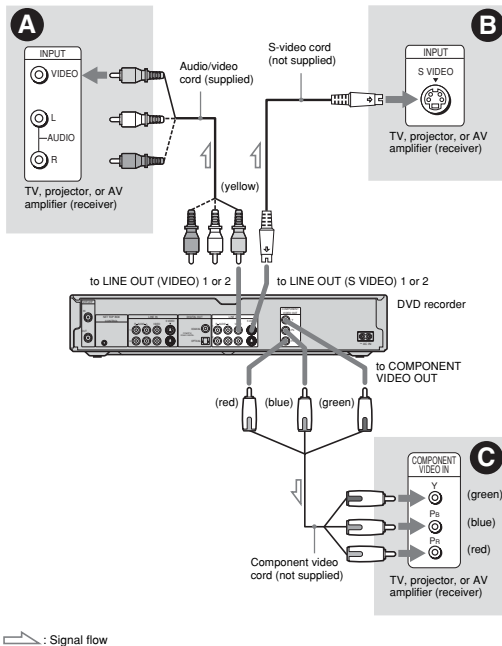 A
INPUT
VIDEO
L
AUDIO
R
TV, projector, or AV
amplifier (receiver)
Audio/video
cord (supplied)
S-video cord
(not supplied)
B
INPUT
S VIDEO
TV, projector, or AV
amplifier (receiver)
(yellow)
to LINE OUT (VIDEO) 1 or 2
to LINE OUT (S VIDEO) 1 or 2
DVD recorder
to COMPONENT
VIDEO OUT
(red)
(blue)
(green)
C
COMPONENT
VIDEO IN
Y
(green)
PB
(blue)
PR
(red)
Component video
cord (not supplied)
TV, projector, or AV
amplifier (receiver)
: Signal flow